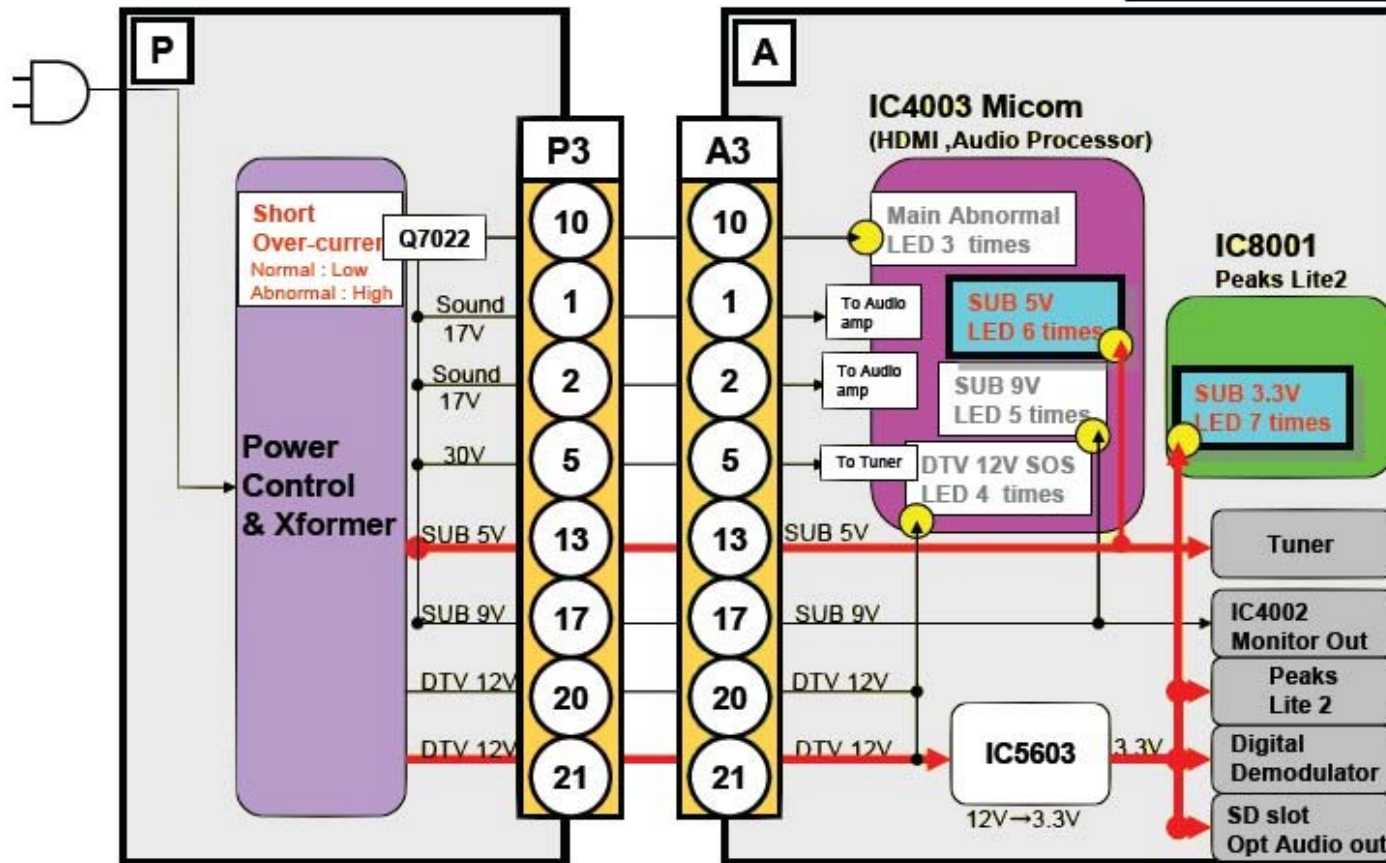 P
A
IC4003 Micom
(HDMI ,Audio Processor)
P3
A3
Short
Over-curren
Normal : Low
Abnormal : High
Q7022
10
10
Main Abnormal
LED 3 times
IC8001
Peaks Lite2
Sound
17V
1
1
To Audio
amp
SUB 5V
LED 6 times
Sound
17V
2
2
To Audio
amp
SUB 9V
LED 5 times
SUB 3.3V
LED 7 times
Power
Control
& Xformer
30V
5
5
To Tuner
DTV 12V SOS
LED 4 times
SUB 5V
13
13
SUB 5V
Tuner
SUB 9V
17
17
SUB 9V
IC4002
Monitor Out
DTV 12V
20
20
DTV 12V
Peaks
Lite 2
DTV 12V
21
21
DTV 12V
IC5603
3.3V
12V→3.3V
Digital
Demodulator
SD slot
Opt Audio out